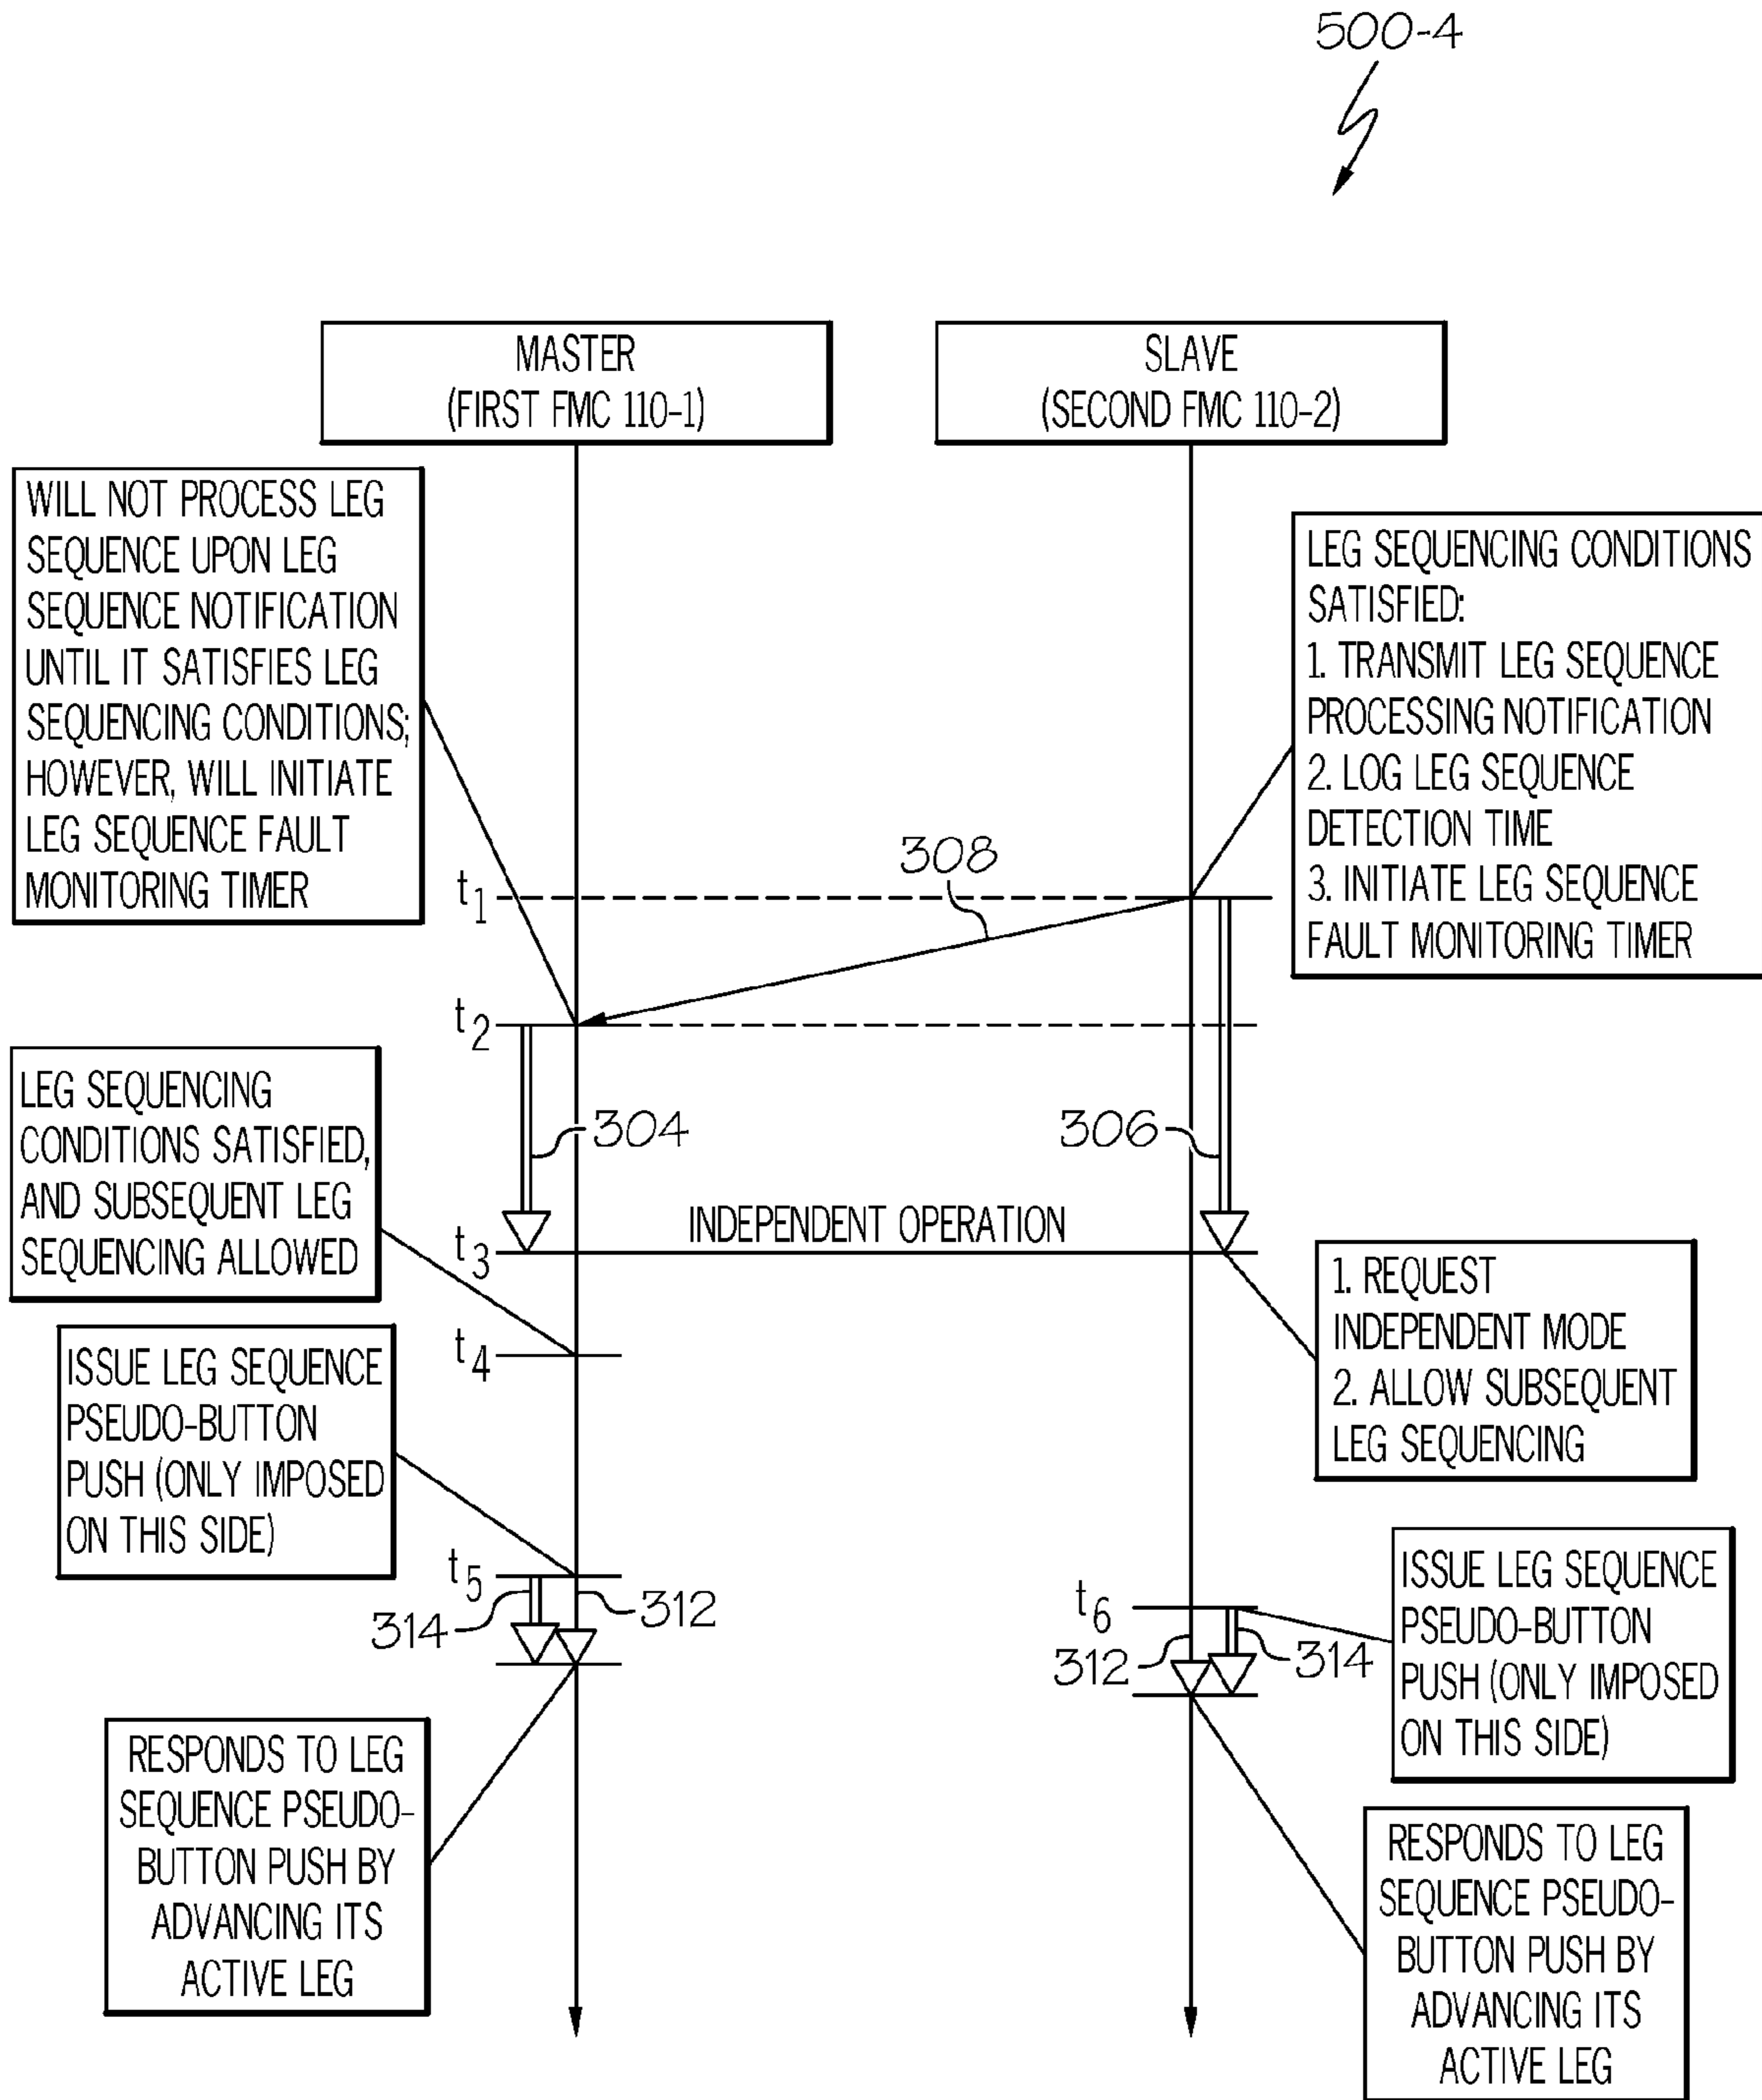 500-4
MASTER
(FIRST FMC 110-1)
SLAVE
(SECOND FMC 110-2)
WILL NOT PROCESS LEG
SEQUENCE UPON LEG
SEQUENCE NOTIFICATION
UNTIL IT SATISFIES LEG
SEQUENCING CONDITIONS;
HOWEVER, WILL INITIATE
LEG SEQUENCE FAULT
MONITORING TIMER
LEG SEQUENCING CONDITIONS
SATISFIED:
1. TRANSMIT LEG SEQUENCE
PROCESSING NOTIFICATION
2. LOG LEG SEQUENCE
DETECTION TIME
3. INITIATE LEG SEQUENCE
FAULT MONITORING TIMER
308
t1
t2
LEG SEQUENCING
CONDITIONS SATISFIED,
AND SUBSEQUENT LEG
SEQUENCING ALLOWED
304
306
INDEPENDENT OPERATION
t3
1. REQUEST
INDEPENDENT MODE
2. ALLOW SUBSEQUENT
LEG SEQUENCING
t4
ISSUE LEG SEQUENCE
PSEUDO-BUTTON
PUSH (ONLY IMPOSED
ON THIS SIDE)
t5
314
312
t6
312
314
ISSUE LEG SEQUENCE
PSEUDO-BUTTON
PUSH (ONLY IMPOSED
ON THIS SIDE)
RESPONDS TO LEG
SEQUENCE PSEUDO-
BUTTON PUSH BY
ADVANCING ITS
ACTIVE LEG
RESPONDS TO LEG
SEQUENCE PSEUDO-
BUTTON PUSH BY
ADVANCING ITS
ACTIVE LEG